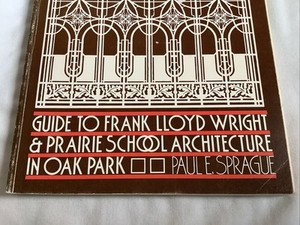 GUIDE TO FRANK LLOYD WRIGHT
& PRAIRIE SCHOOL ARCHITECTURE
IN OAK PARK PAUL E. SPRAGUE